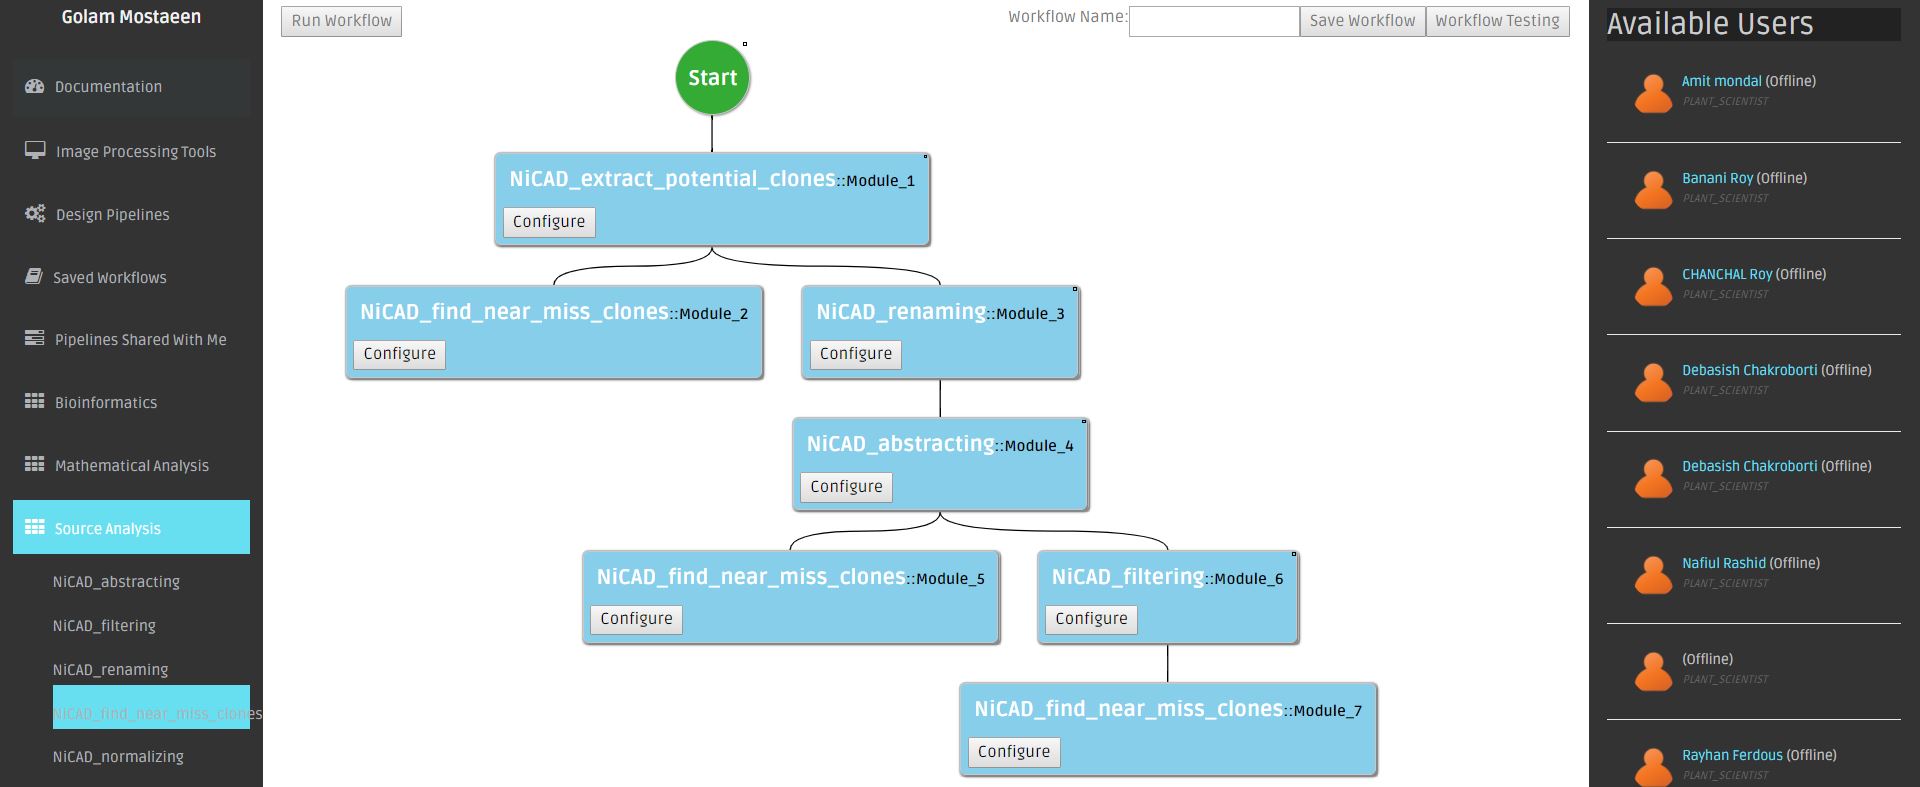 Golam Mostaeen
Documentation
Image Processing Tools
Design Pipelines
Saved Workflows
Pipelines Shared With Me
Bioinformatics
Mathematical Analysis
Source Analysis
NiCAD_abstracting
NiCAD_filtering
NiCAD_renaming
NiCAD_find_near_miss_clones
NiCAD_normalizing
Run Workflow
Workflow Name:
Save Workflow
Workflow Testing
Start
NiCAD_extract_potential_clones::Module_1
Configure
NiCAD_find_near_miss_clones::Module_2
Configure
NiCAD_renaming::Module_3
Configure
NiCAD_abstracting::Module_4
Configure
NiCAD_find_near_miss_clones::Module_5
Configure
NiCAD_filtering::Module_6
Configure
NiCAD_find_near_miss_clones::Module_7
Configure
Available Users
Amit mondal (Offline)
PLANT_SCIENTIST
Banani Roy (Offline)
PLANT_SCIENTIST
CHANCHAL Roy (Offline)
PLANT_SCIENTIST
Debasish Chakroborti (Offline)
PLANT_SCIENTIST
Debasish Chakroborti (Offline)
PLANT_SCIENTIST
Nafiul Rashid (Offline)
PLANT_SCIENTIST
(Offline)
PLANT_SCIENTIST
Rayhan Ferdous (Offline)
PLANT_SCIENTIST